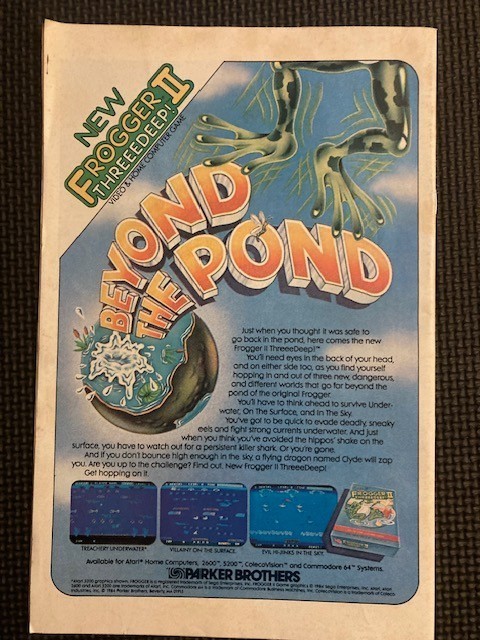 NEW
FROGGER II
THREEEDEEP!
VIDEO & HOME COMPUTER GAME
BEYOND
THE POND
Just when you thought it was safe to
go back in the pond, here comes the new
Frogger II ThreeeDeep!™
You'll need eyes in the back of your head,
and on either side too, as you find yourself
hopping in and out of three new, dangerous,
and different worlds that go far beyond the
pond of the original Frogger.
You'll have to think ahead to survive Under-
water, On The Surface, and In The Sky.
You've got to be quick to evade deadly, sneaky
eels and fight strong currents underwater. And just
when you think you've avoided the hippos' shake on the
surface, you have to watch out for a persistent killer shark. Or you're gone.
And if you don't bounce high enough in the sky, a flying dragon named Clyde will zap
you. Are you up to the challenge? Find out. New Frogger II ThreeeDeep!
Get hopping on it.
FROGGER II
THREEEDEEP!
TREACHERY UNDERWATER*
VILLAINY ON THE SURFACE
EVIL HI-JINKS IN THE SKY
Available for Atari® Home Computers, 2600™ 5200™, ColecoVision® and Commodore 64™ Systems.
PARKER BROTHERS